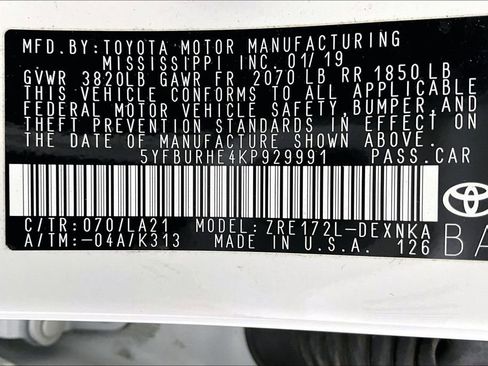 MFD. BY: TOYOTA MOTOR MANUFACTURING
MISSISSIPPI INC. 01/19
GVWR 3820LB GAWR FR 2070 LB RR 1850 LB
THIS VEHICLE CONFORMS TO ALL APPLICABLE
FEDERAL MOTOR VEHICLE SAFETY, BUMPER, AND
THEFT PREVENTION STANDARDS IN EFFECT ON
THE DATE OF MANUFACTURE SHOWN ABOVE.
5YFBURHE4KP929991 PASS. CAR
C/TR: 070/LA21 MODEL: ZRE172L-DEXNKA
A/TM: -04A/K313 MADE IN U.S.A. 126
BA